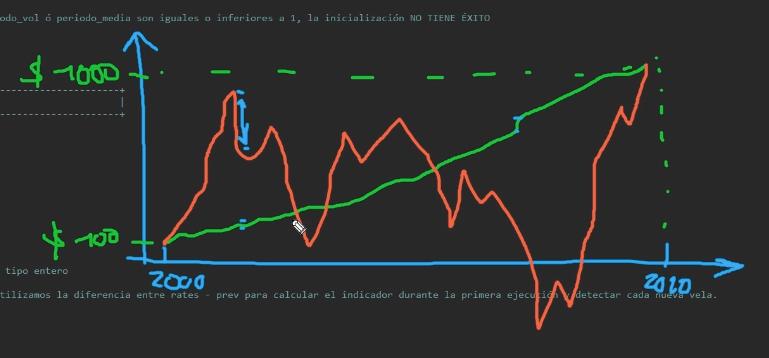 odo_vol ó periodo_media son iguales o inferiores a 1, la inicialización NO TIENE ÉXITO
$ 1000
$ 100
tipo entero
2000
2010
tilizamos la diferencia entre rates - prev para calcular el indicador durante la primera ejecución y detectar cada nueva vela.